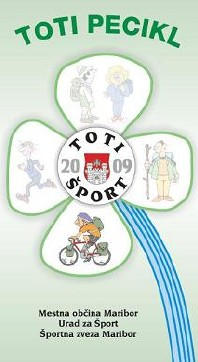 TOTI PECIKL
TOTI
20 09
ŠPORT
Mestna občina Maribor
Urad za Šport
Športna zveza Maribor